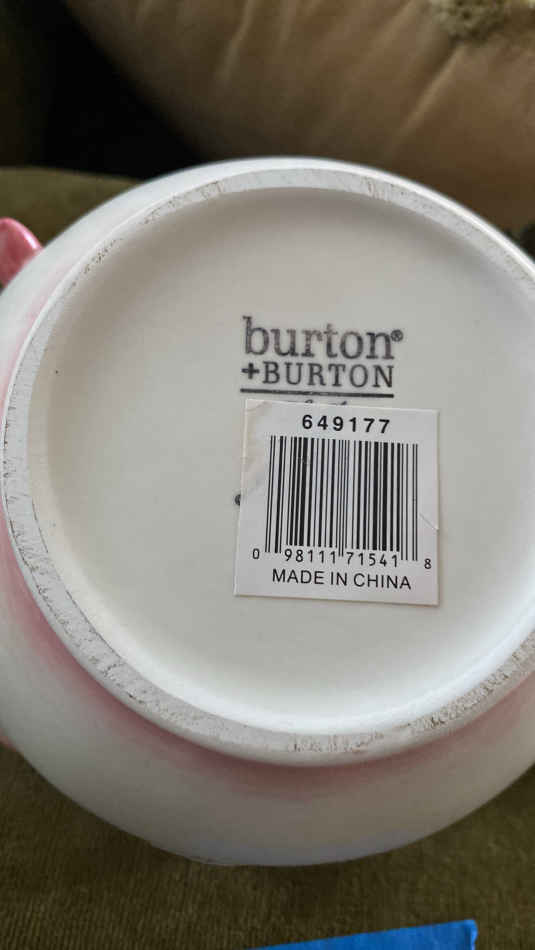 burton®
+BURTON
649177
0 98111 71541 8
MADE IN CHINA